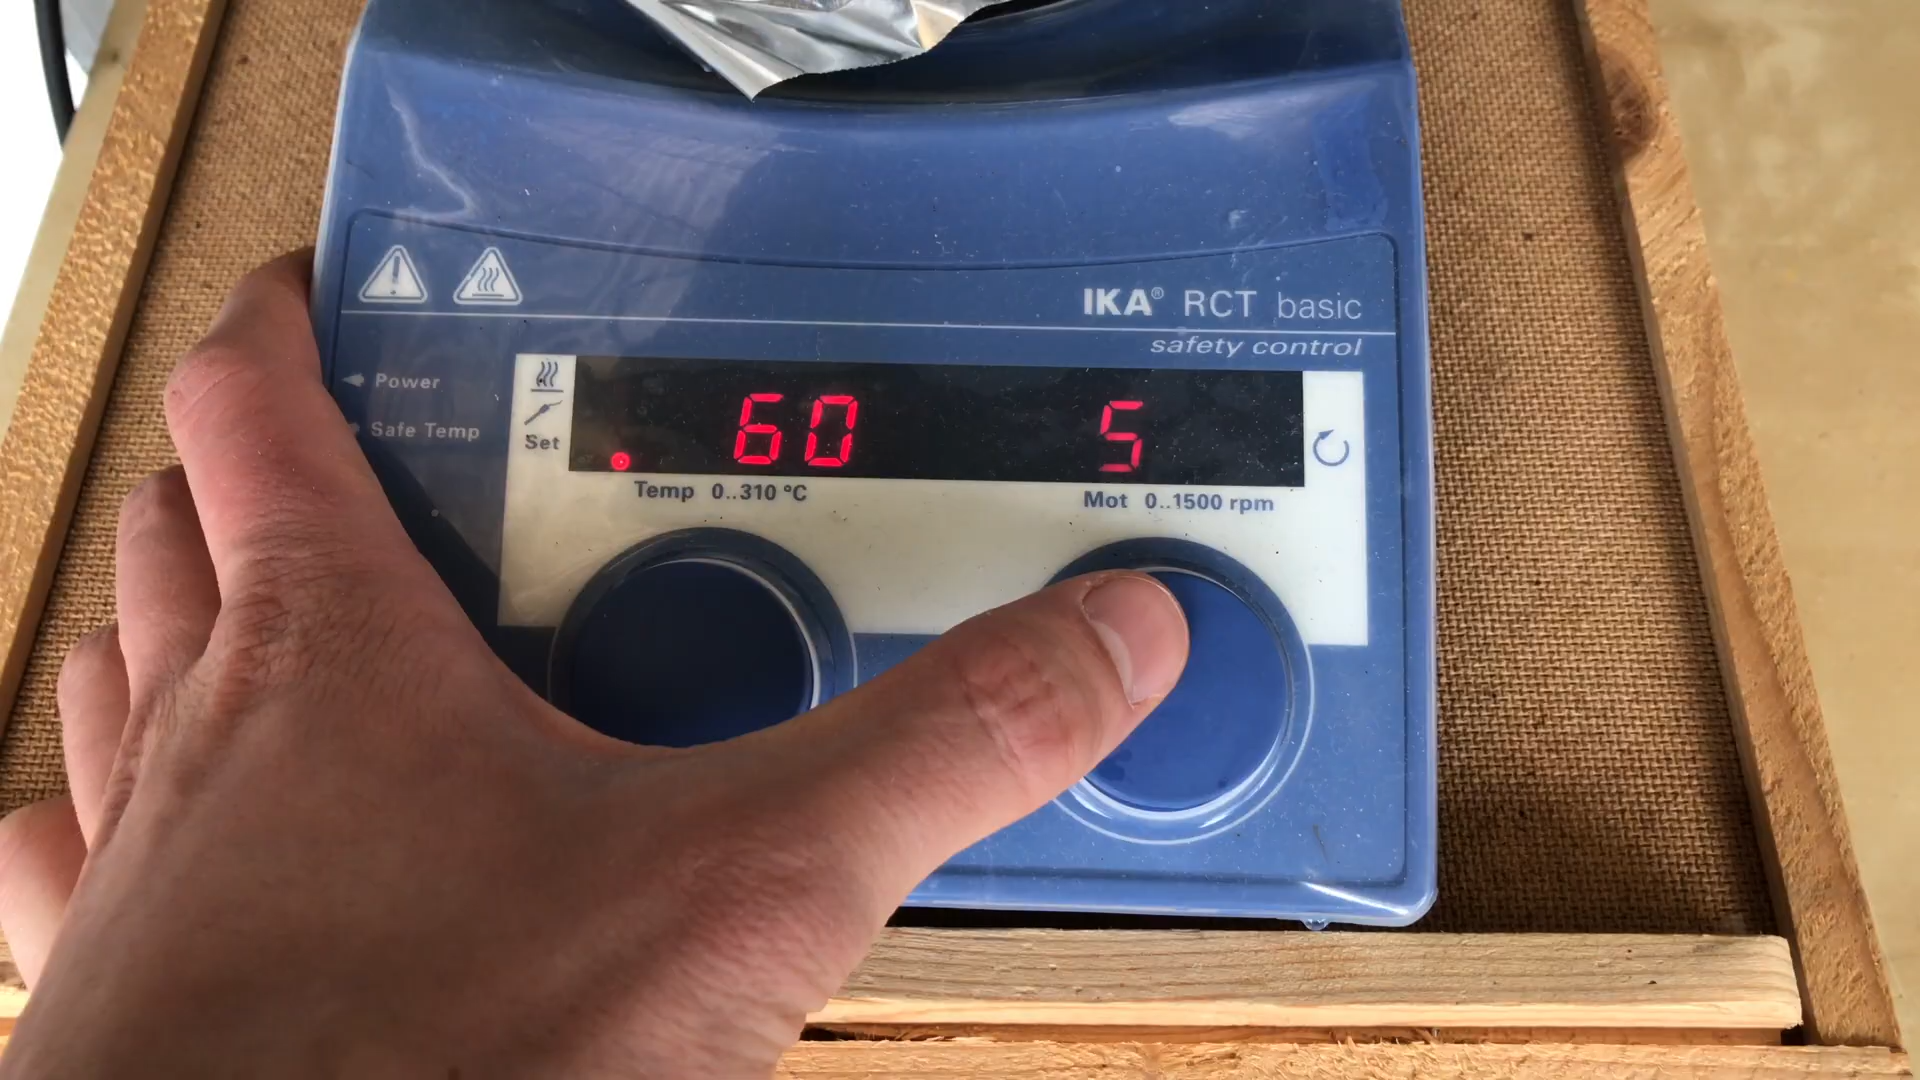 IKA® RCT basic
safety control
Power
Safe Temp
Set
60 5
Temp 0..310 °C
Mot 0..1500 rpm